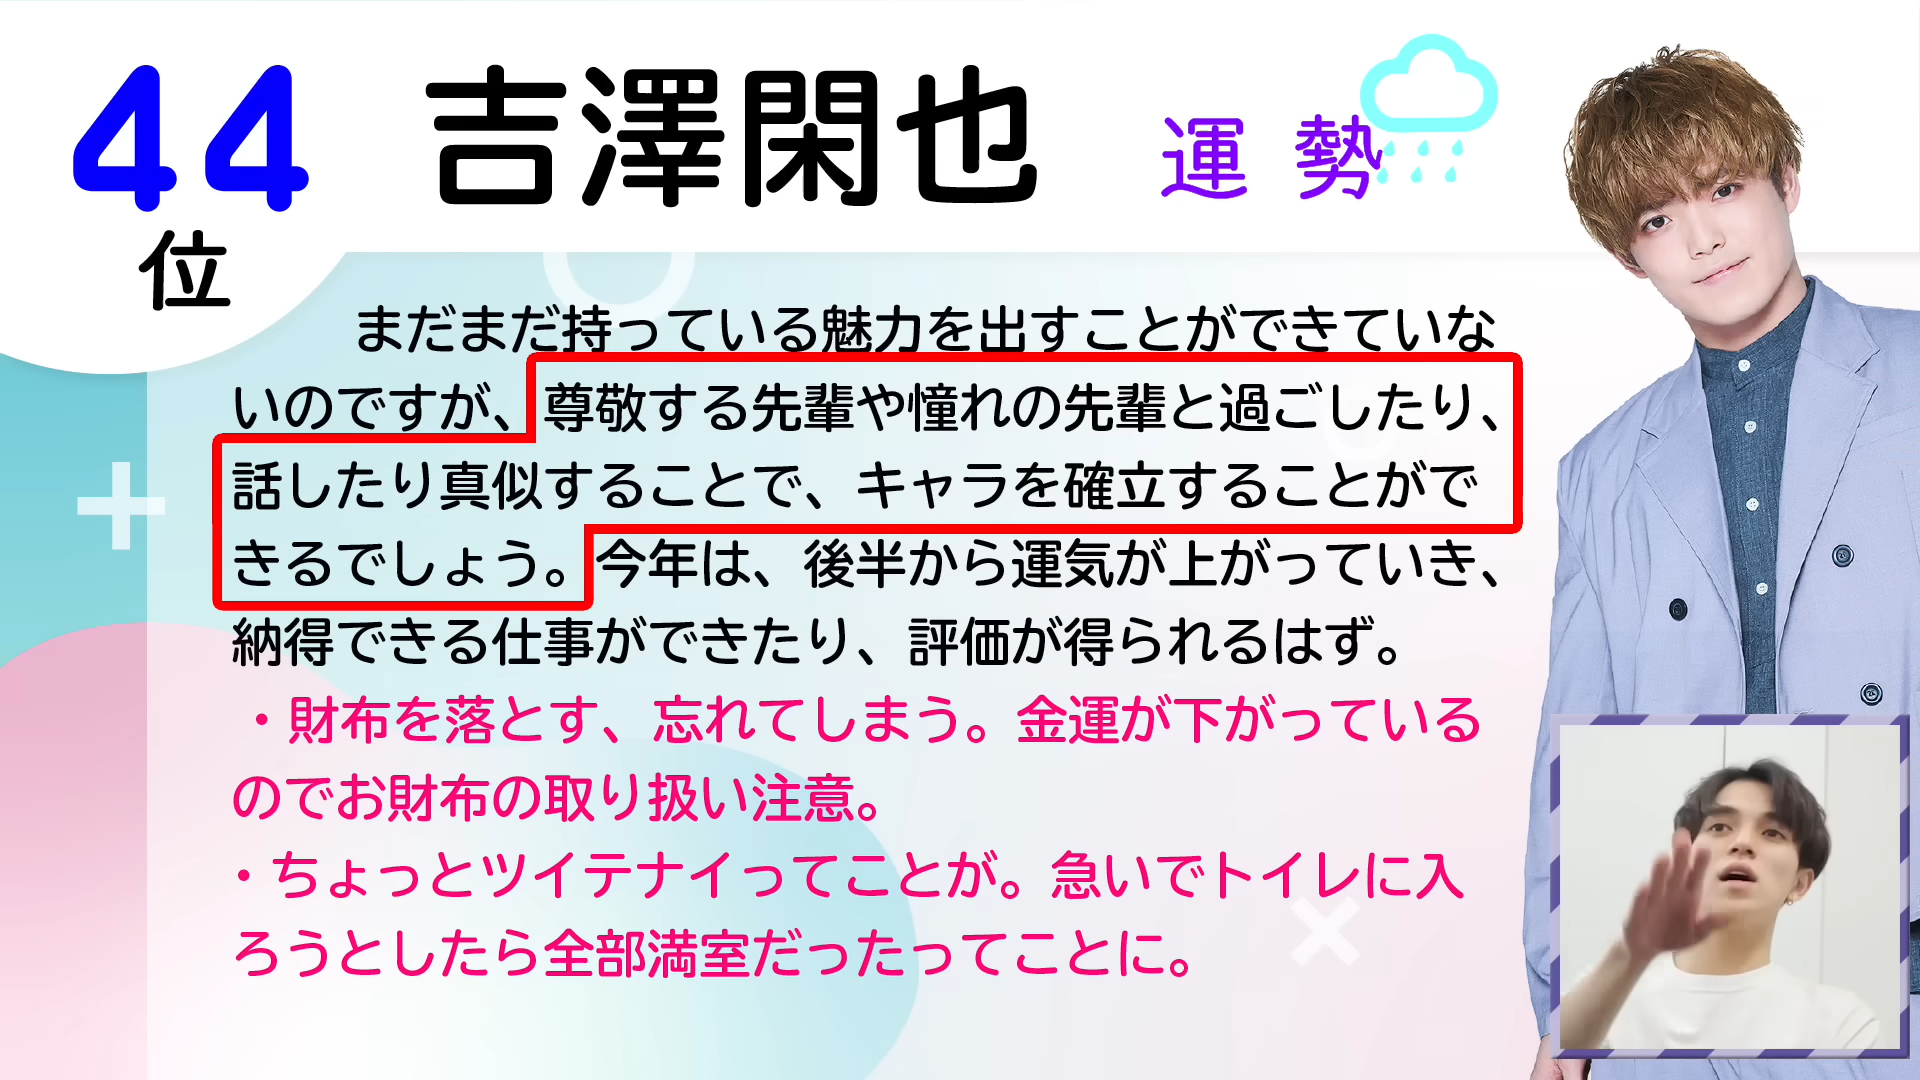 44
位
吉澤閑也
運勢
まだまだ持っている魅力を出すことができていな
いのですが、尊敬する先輩や憧れの先輩と過ごしたり、
話したり真似することで、キャラを確立することがで
きるでしょう。今年は、後半から運気が上がっていき、
納得できる仕事ができたり、評価が得られるはず。
・財布を落とす、忘れてしまう。金運が下がっている
のでお財布の取り扱い注意。
・ちょっとツイテナイってことが。急いでトイレに入
ろうとしたら全部満室だったってことに。